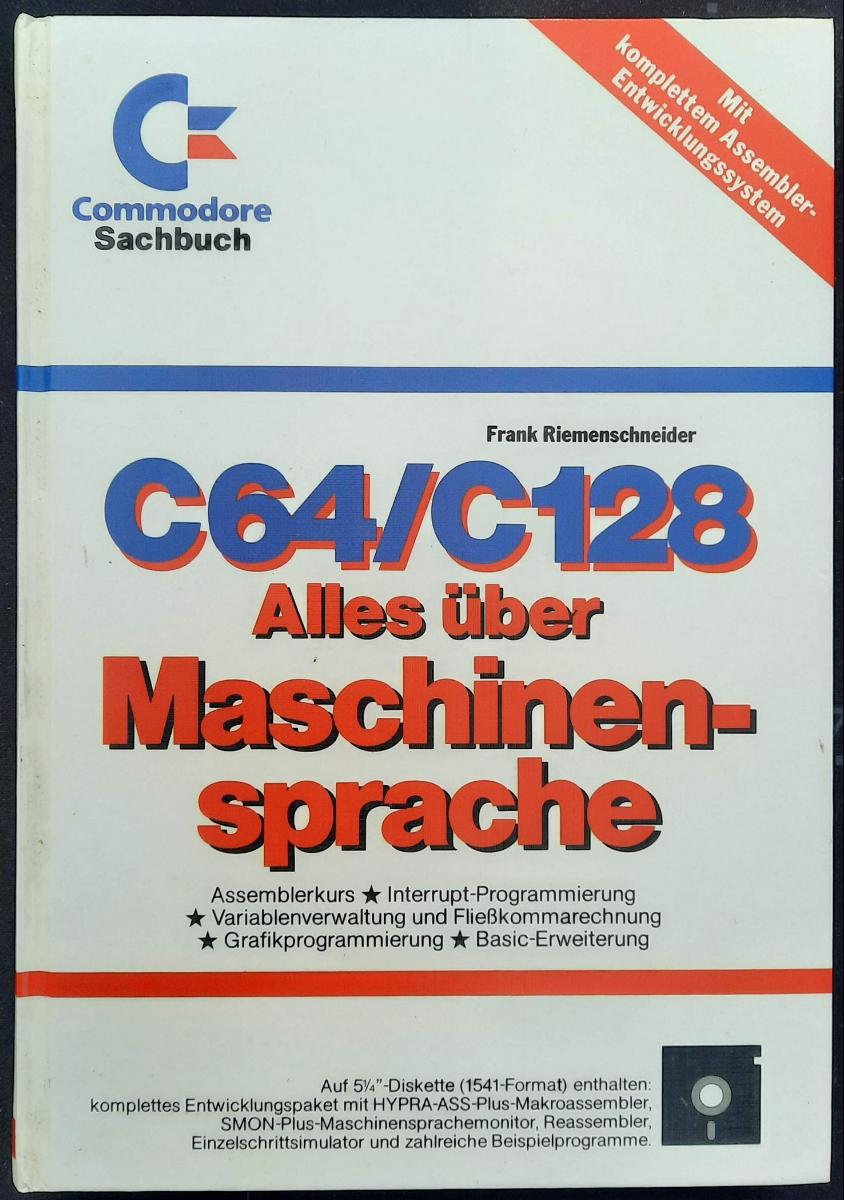 Mit
komplettem Assembler-
Entwicklungssystem
Commodore
Sachbuch
Frank Riemenschneider
C64/C128
Alles über
Maschinen-
sprache
Assemblerkurs ★ Interrupt-Programmierung
★ Variablenverwaltung und Fließkommarechnung
★ Grafikprogrammierung ★ Basic-Erweiterung
Auf 5¼"-Diskette (1541-Format) enthalten:
komplettes Entwicklungspaket mit HYPRA-ASS-Plus-Makroassembler,
SMON-Plus-Maschinensprachemonitor, Reassembler,
Einzelschrittsimulator und zahlreiche Beispielprogramme.